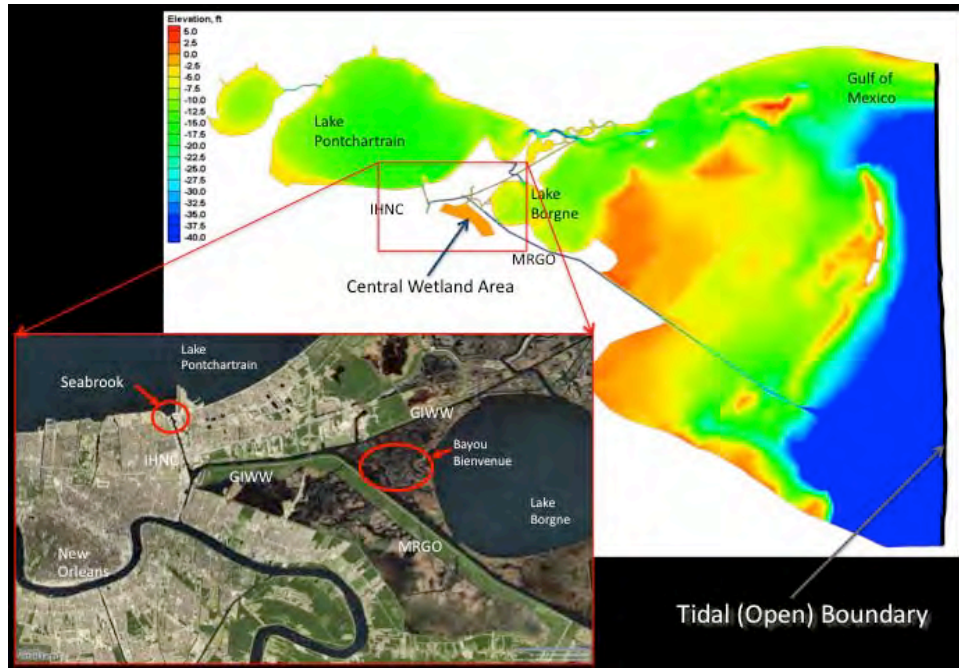 Elevation, ft
5.0
2.5
0.0
-2.5
-5.0
-7.5
-10.0
-12.5
-15.0
-17.5
-20.0
-22.5
-25.0
-27.5
-30.0
-32.5
-35.0
-37.5
-40.0
Gulf of
Mexico
Lake
Pontchartrain
IHNC
Lake
Borgne
MRGO
Central Wetland Area
Lake
Pontchartrain
Seabrook
GIWW
IHNC
Bayou
Bienvenue
GIWW
Lake
Borgne
MRGO
New
Orleans
Tidal (Open) Boundary